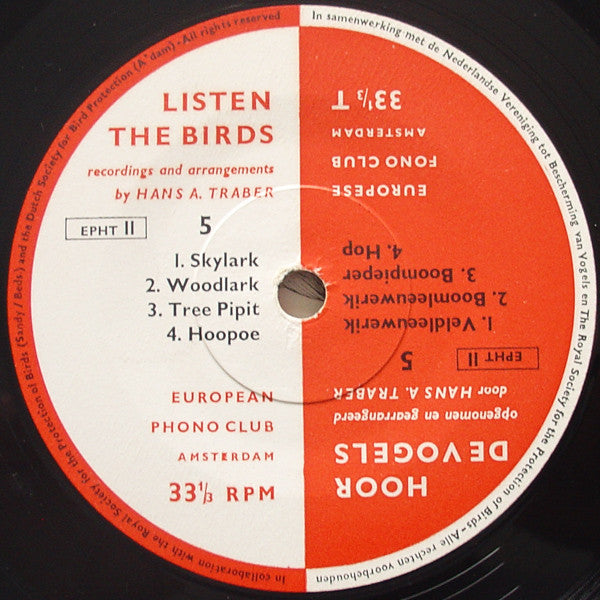 LISTEN
THE BIRDS
recordings and arrangements
by HANS A. TRABER
EPHT II
5
1. Skylark
2. Woodlark
3. Tree Pipit
4. Hoopoe
EUROPEAN
PHONO CLUB
AMSTERDAM
33⅓ RPM
In collaboration with the Royal Society for the Protection of Birds (Sandy / Beds.) and the Dutch Society for Bird Protection (A'dam) - All rights reserved
HOOR
DE VOGELS
opgenomen en gearrangeerd
door HANS A. TRABER
EPHT II
5
1. Veldleeuwerik
2. Boomleeuwerik
3. Boompieper
4. Hop
EUROPESE
FONO CLUB
AMSTERDAM
33⅓ T
In samenwerking met de Nederlandse Vereniging tot Bescherming van Vogels en The Royal Society for the Protection of Birds - Alle rechten voorbehouden